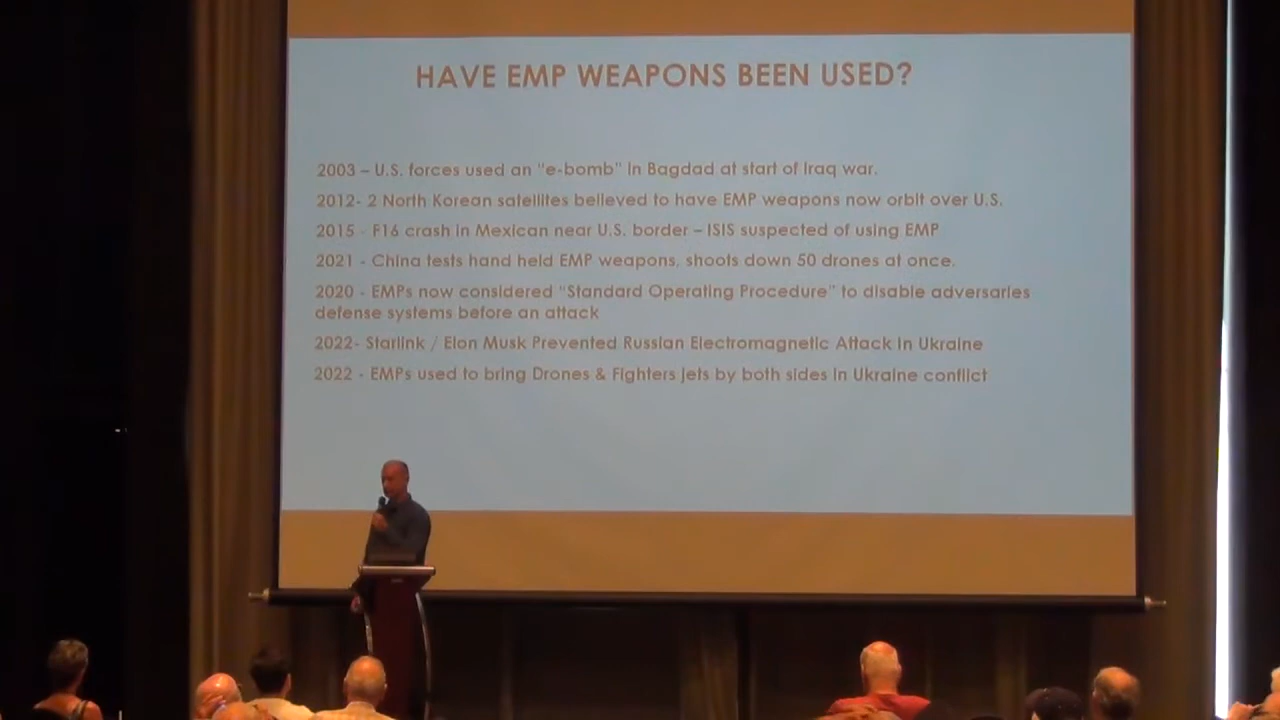 HAVE EMP WEAPONS BEEN USED?
2003 – U.S. forces used an "e-bomb" in Bagdad at start of Iraq war.
2012- 2 North Korean satellites believed to have EMP weapons now orbit over U.S.
2015 - F16 crash in Mexican near U.S. border – ISIS suspected of using EMP
2021 - China tests hand held EMP weapons, shoots down 50 drones at once.
2020 - EMPs now considered "Standard Operating Procedure" to disable adversaries
defense systems before an attack
2022- Starlink / Elon Musk Prevented Russian Electromagnetic Attack in Ukraine
2022 - EMPs used to bring Drones & Fighters jets by both sides in Ukraine conflict